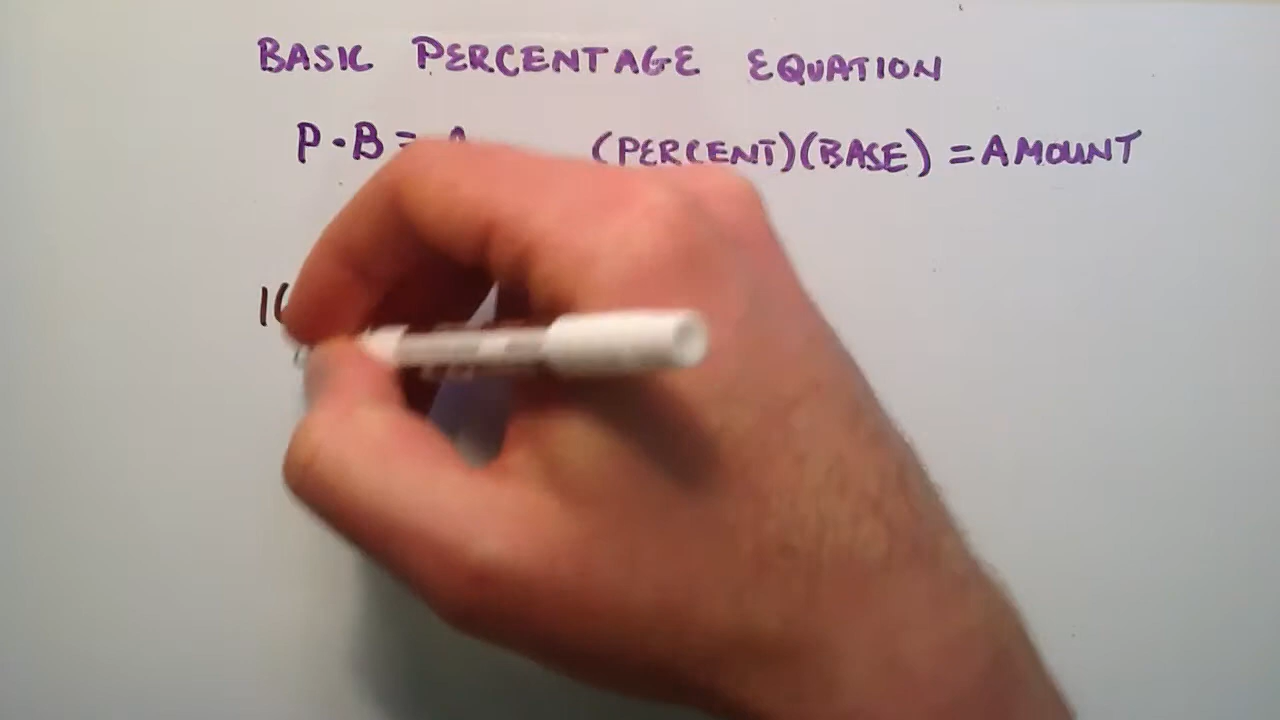 BASIC PERCENTAGE EQUATION
P·B = A (PERCENT)(BASE) = AMOUNT